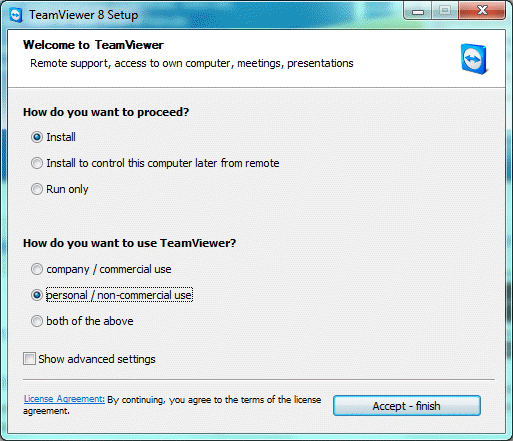 TeamViewer 8 Setup
Welcome to TeamViewer
Remote support, access to own computer, meetings, presentations
How do you want to proceed?
Install
Install to control this computer later from remote
Run only
How do you want to use TeamViewer?
company / commercial use
personal / non-commercial use
both of the above
Show advanced settings
License Agreement: By continuing, you agree to the terms of the license
agreement.
Accept - finish